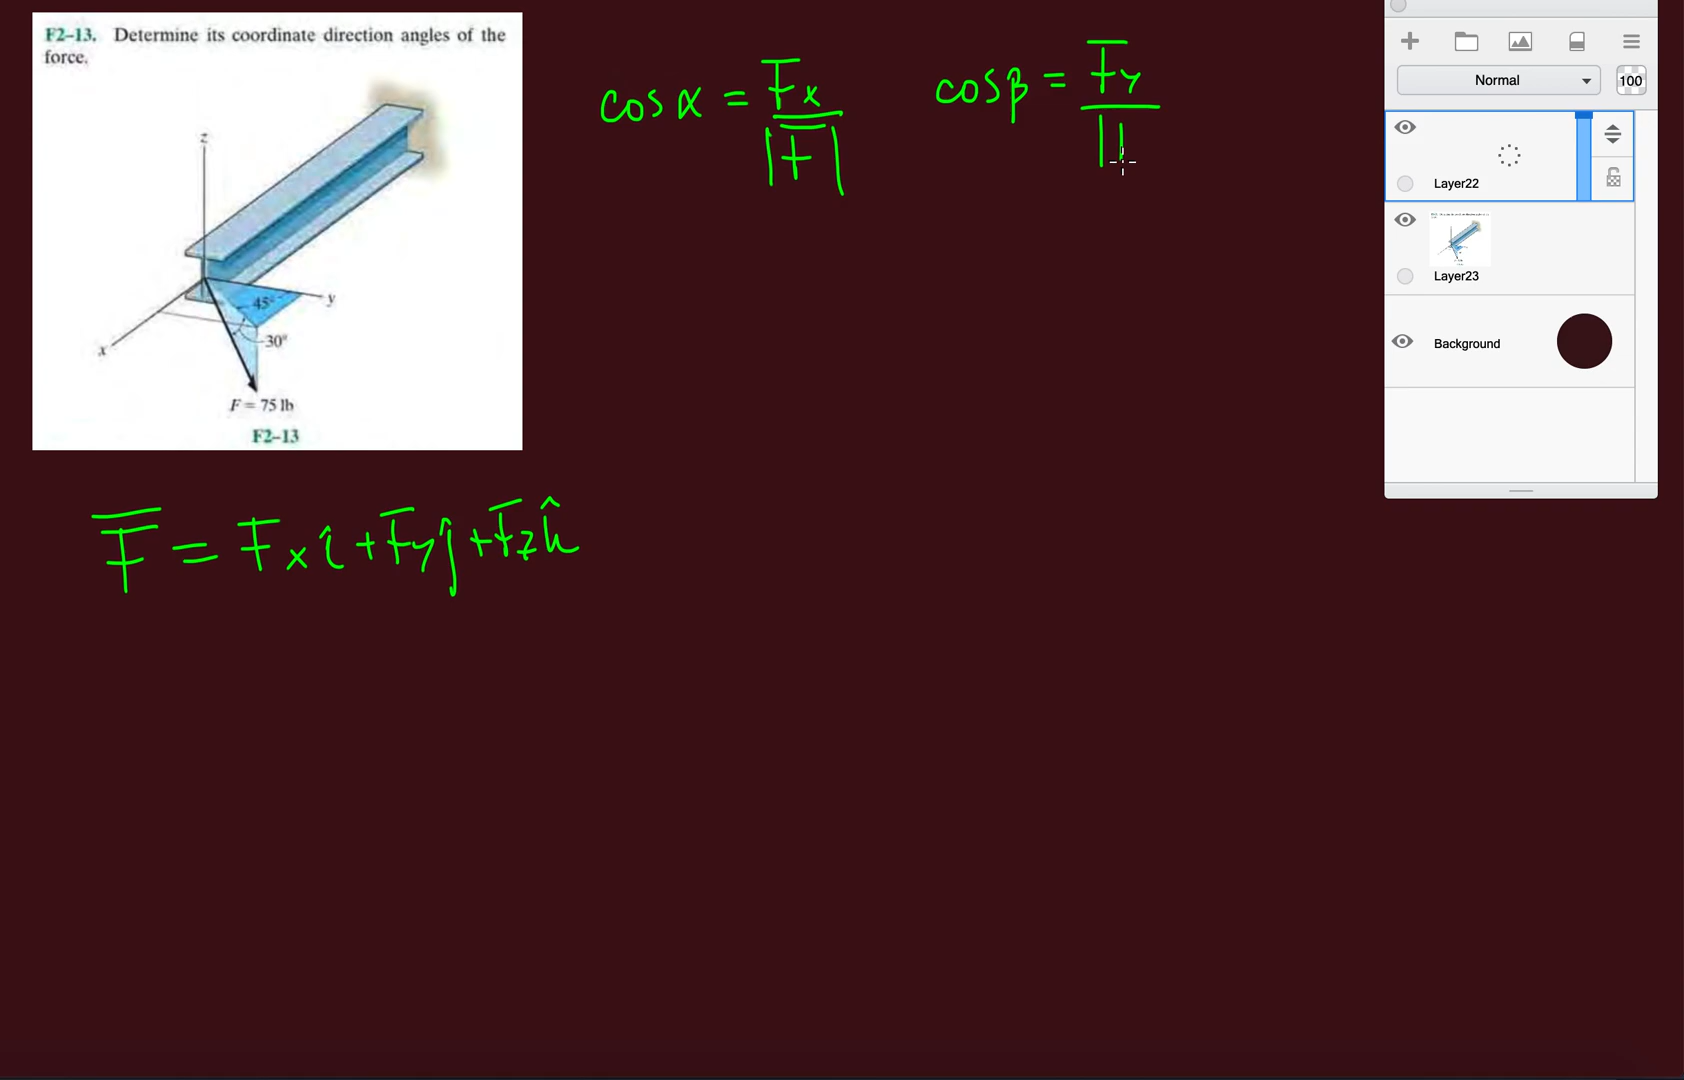 F2–13. Determine its coordinate direction angles of the
force.
z
45°
y
30°
x
F = 75 lb
F2–13
cos α = Fx / |F̅|
cos β = Fy / |
F̅ = Fx î + Fy ĵ + Fz k̂
Normal
100
Layer22
Layer23
Background